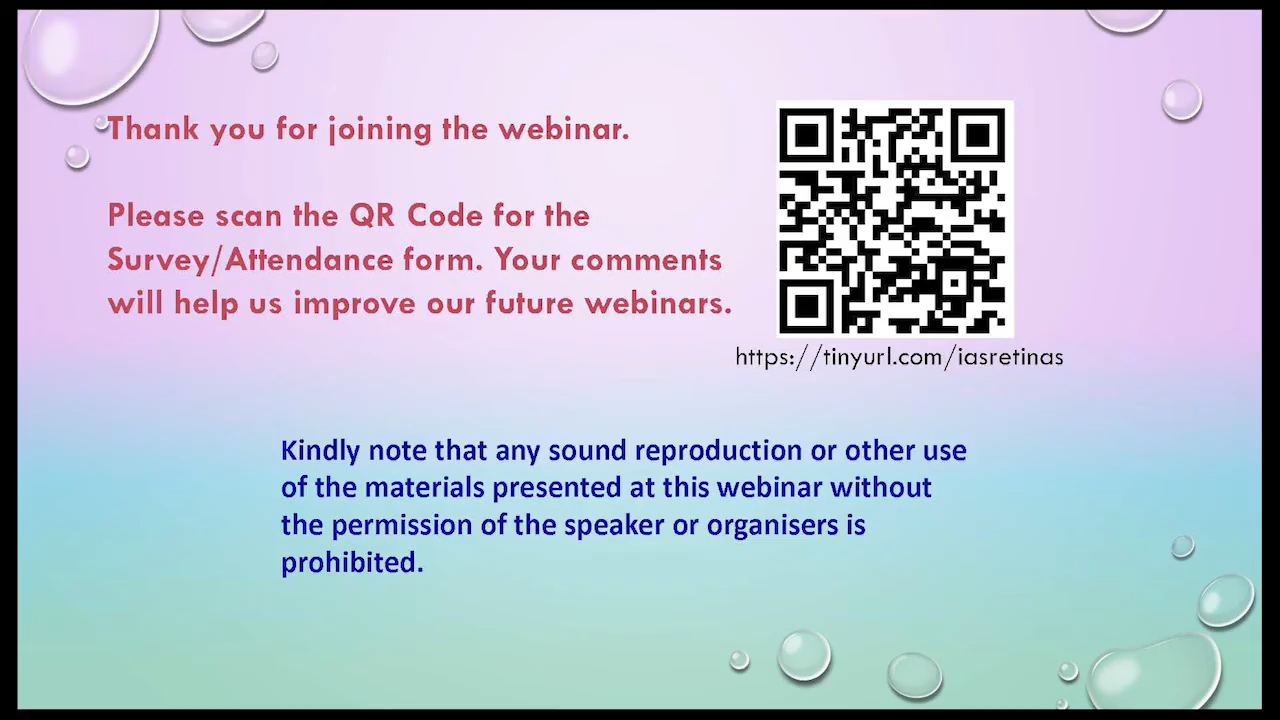 Thank you for joining the webinar.
Please scan the QR Code for the
Survey/Attendance form. Your comments
will help us improve our future webinars.
https://tinyurl.com/iasretinas
Kindly note that any sound reproduction or other use
of the materials presented at this webinar without
the permission of the speaker or organisers is
prohibited.